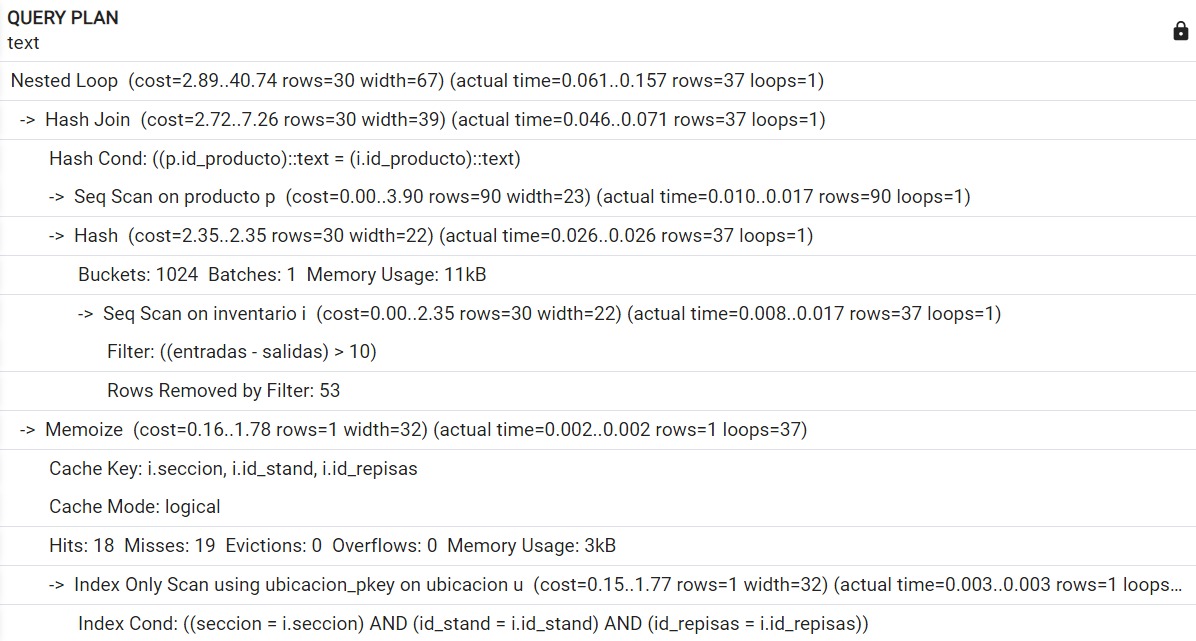 QUERY PLAN
text
Nested Loop  (cost=2.89..40.74 rows=30 width=67) (actual time=0.061..0.157 rows=37 loops=1)
->  Hash Join  (cost=2.72..7.26 rows=30 width=39) (actual time=0.046..0.071 rows=37 loops=1)
Hash Cond: ((p.id_producto)::text = (i.id_producto)::text)
->  Seq Scan on producto p  (cost=0.00..3.90 rows=90 width=23) (actual time=0.010..0.017 rows=90 loops=1)
->  Hash  (cost=2.35..2.35 rows=30 width=22) (actual time=0.026..0.026 rows=37 loops=1)
Buckets: 1024  Batches: 1  Memory Usage: 11kB
->  Seq Scan on inventario i  (cost=0.00..2.35 rows=30 width=22) (actual time=0.008..0.017 rows=37 loops=1)
Filter: ((entradas - salidas) > 10)
Rows Removed by Filter: 53
->  Memoize  (cost=0.16..1.78 rows=1 width=32) (actual time=0.002..0.002 rows=1 loops=37)
Cache Key: i.seccion, i.id_stand, i.id_repisas
Cache Mode: logical
Hits: 18  Misses: 19  Evictions: 0  Overflows: 0  Memory Usage: 3kB
->  Index Only Scan using ubicacion_pkey on ubicacion u  (cost=0.15..1.77 rows=1 width=32) (actual time=0.003..0.003 rows=1 loops...
Index Cond: ((seccion = i.seccion) AND (id_stand = i.id_stand) AND (id_repisas = i.id_repisas))